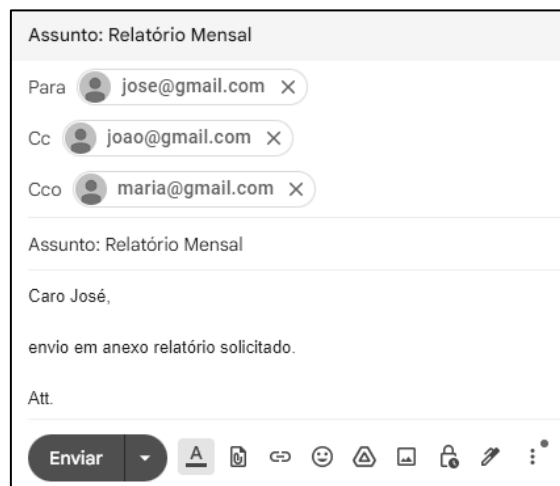 Assunto: Relatório Mensal
Para jose@gmail.com
Cc joao@gmail.com
Cco maria@gmail.com
Assunto: Relatório Mensal
Caro José,
envio em anexo relatório solicitado.
Att.
Enviar A